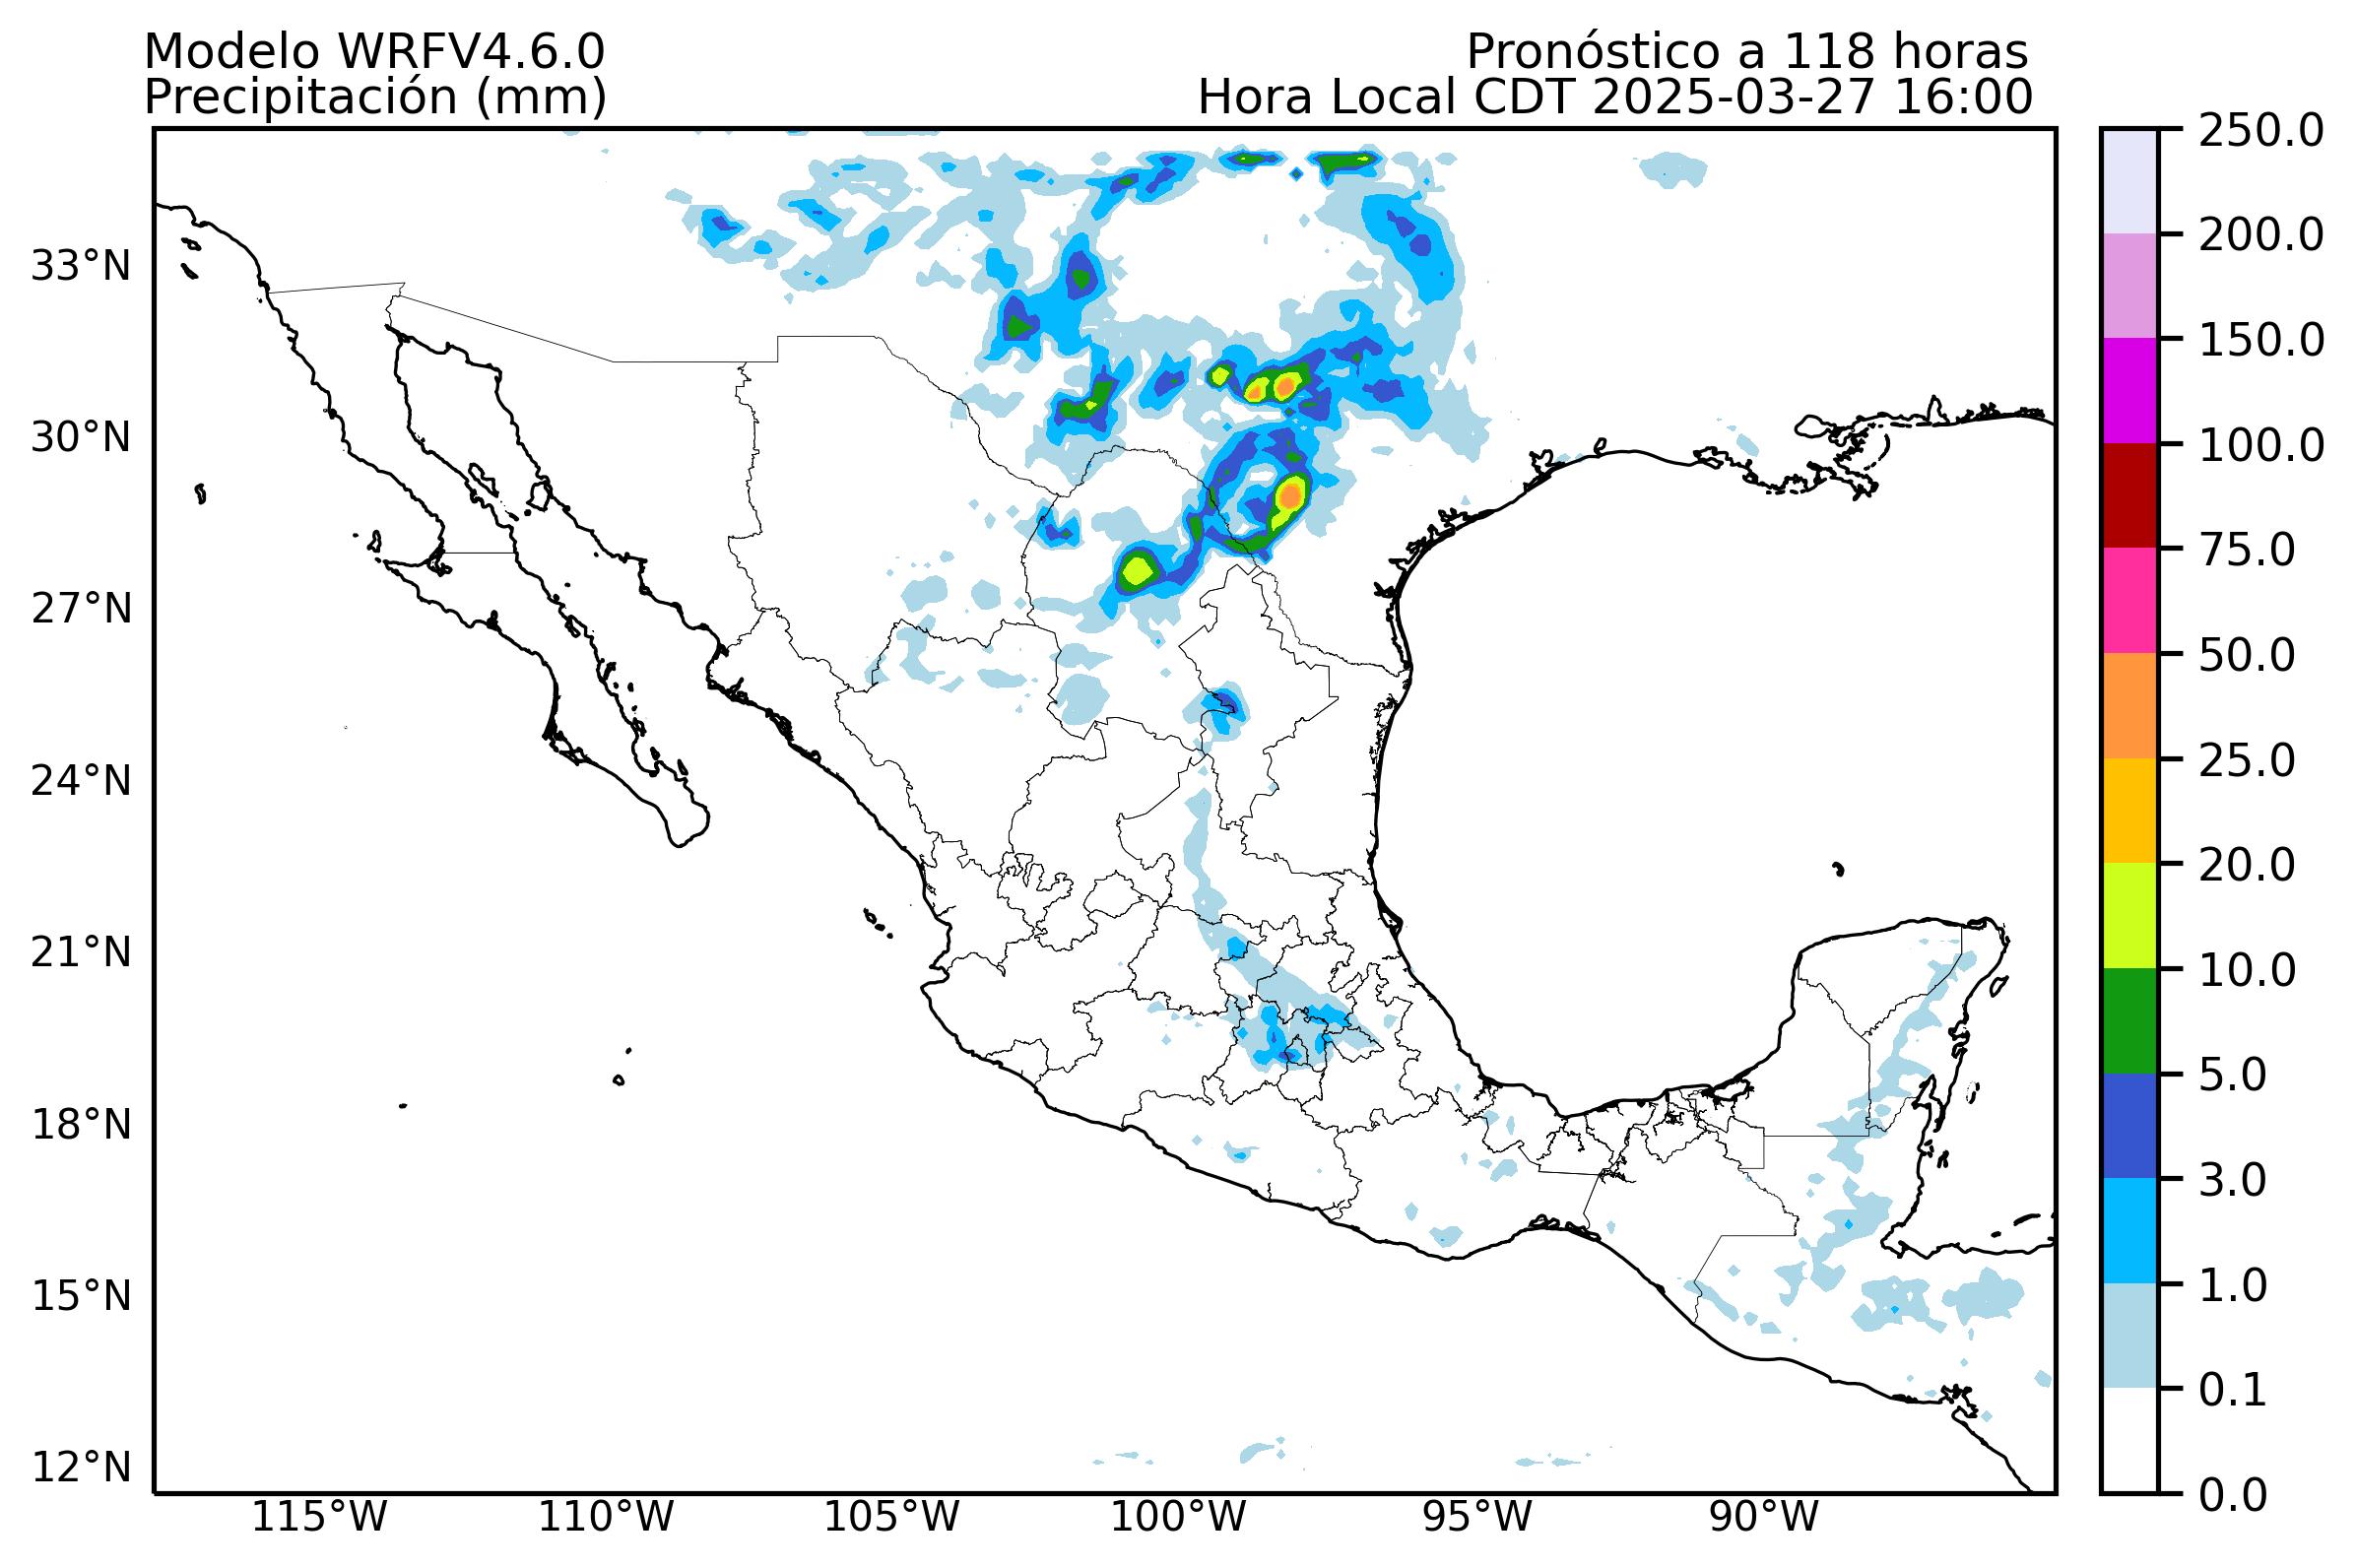 Modelo WRFV4.6.0
Pronóstico a 118 horas
Precipitación (mm)
Hora Local CDT 2025-03-27 16:00
33°N
30°N
27°N
24°N
21°N
18°N
15°N
12°N
115°W
110°W
105°W
100°W
95°W
90°W
250.0
200.0
150.0
100.0
75.0
50.0
25.0
20.0
10.0
5.0
3.0
1.0
0.1
0.0